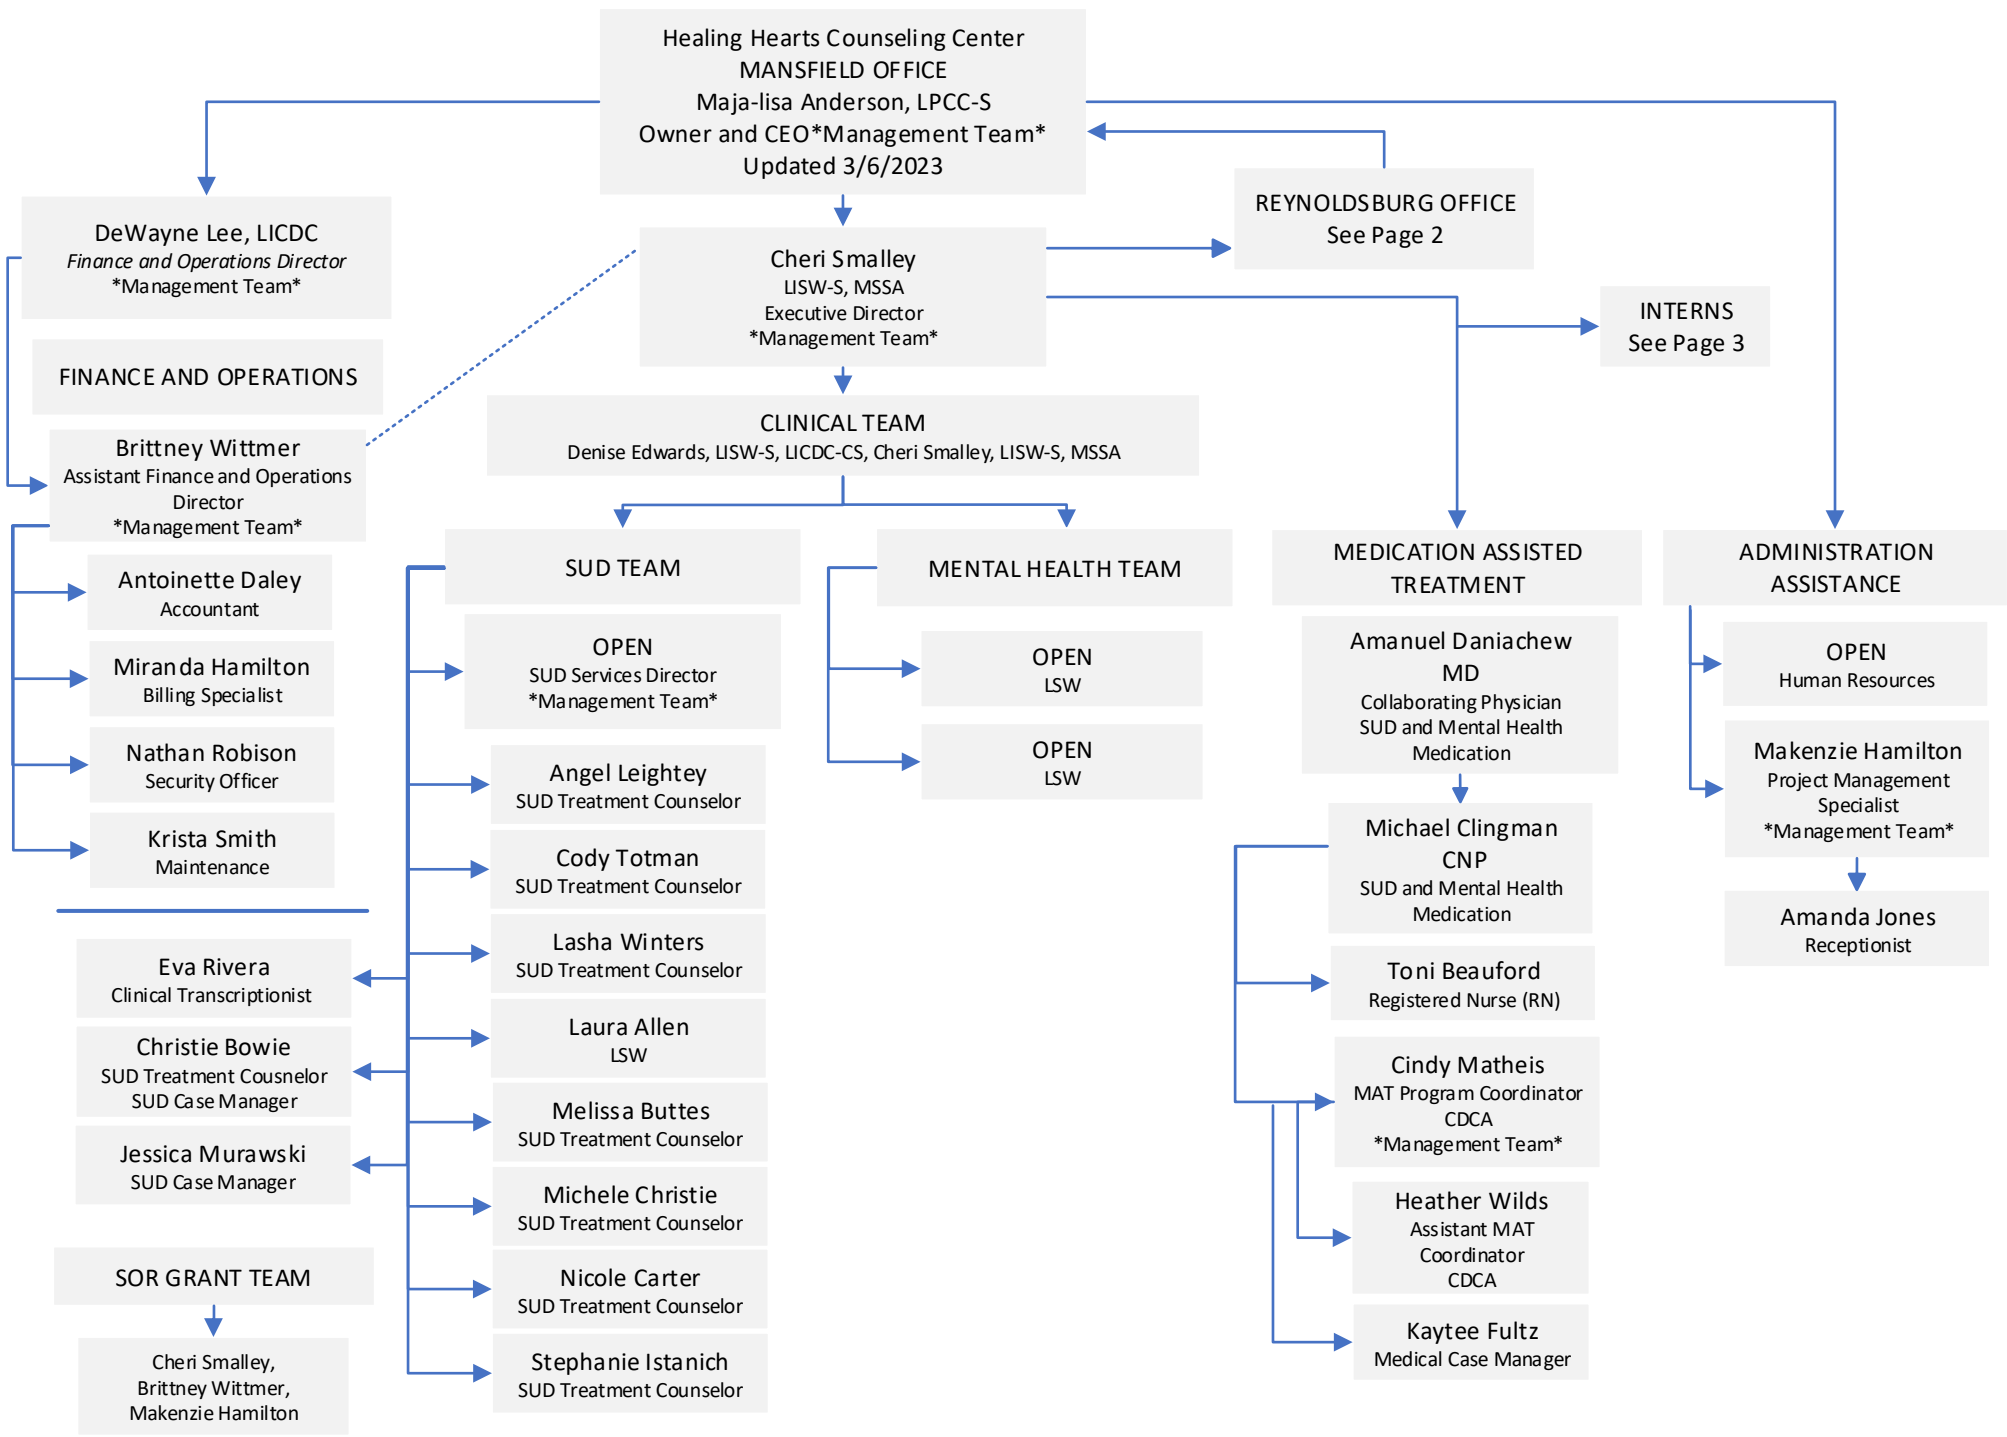 Healing Hearts Counseling Center
MANSFIELD OFFICE
Maja-lisa Anderson, LPCC-S
Owner and CEO*Management Team*
Updated 3/6/2023
DeWayne Lee, LICDC
Finance and Operations Director
*Management Team*
FINANCE AND OPERATIONS
Brittney Wittmer
Assistant Finance and Operations
Director
*Management Team*
Antoinette Daley
Accountant
Miranda Hamilton
Billing Specialist
Nathan Robison
Security Officer
Krista Smith
Maintenance
Eva Rivera
Clinical Transcriptionist
Christie Bowie
SUD Treatment Cousnelor
SUD Case Manager
Jessica Murawski
SUD Case Manager
SOR GRANT TEAM
Cheri Smalley,
Brittney Wittmer,
Makenzie Hamilton
Cheri Smalley
LISW-S, MSSA
Executive Director
*Management Team*
REYNOLDSBURG OFFICE
See Page 2
INTERNS
See Page 3
CLINICAL TEAM
Denise Edwards, LISW-S, LICDC-CS, Cheri Smalley, LISW-S, MSSA
SUD TEAM
OPEN
SUD Services Director
*Management Team*
Angel Leightey
SUD Treatment Counselor
Cody Totman
SUD Treatment Counselor
Lasha Winters
SUD Treatment Counselor
Laura Allen
LSW
Melissa Buttes
SUD Treatment Counselor
Michele Christie
SUD Treatment Counselor
Nicole Carter
SUD Treatment Counselor
Stephanie Istanich
SUD Treatment Counselor
MENTAL HEALTH TEAM
OPEN
LSW
OPEN
LSW
MEDICATION ASSISTED
TREATMENT
Amanuel Daniachew
MD
Collaborating Physician
SUD and Mental Health
Medication
Michael Clingman
CNP
SUD and Mental Health
Medication
Toni Beauford
Registered Nurse (RN)
Cindy Matheis
MAT Program Coordinator
CDCA
*Management Team*
Heather Wilds
Assistant MAT
Coordinator
CDCA
Kaytee Fultz
Medical Case Manager
ADMINISTRATION
ASSISTANCE
OPEN
Human Resources
Makenzie Hamilton
Project Management
Specialist
*Management Team*
Amanda Jones
Receptionist